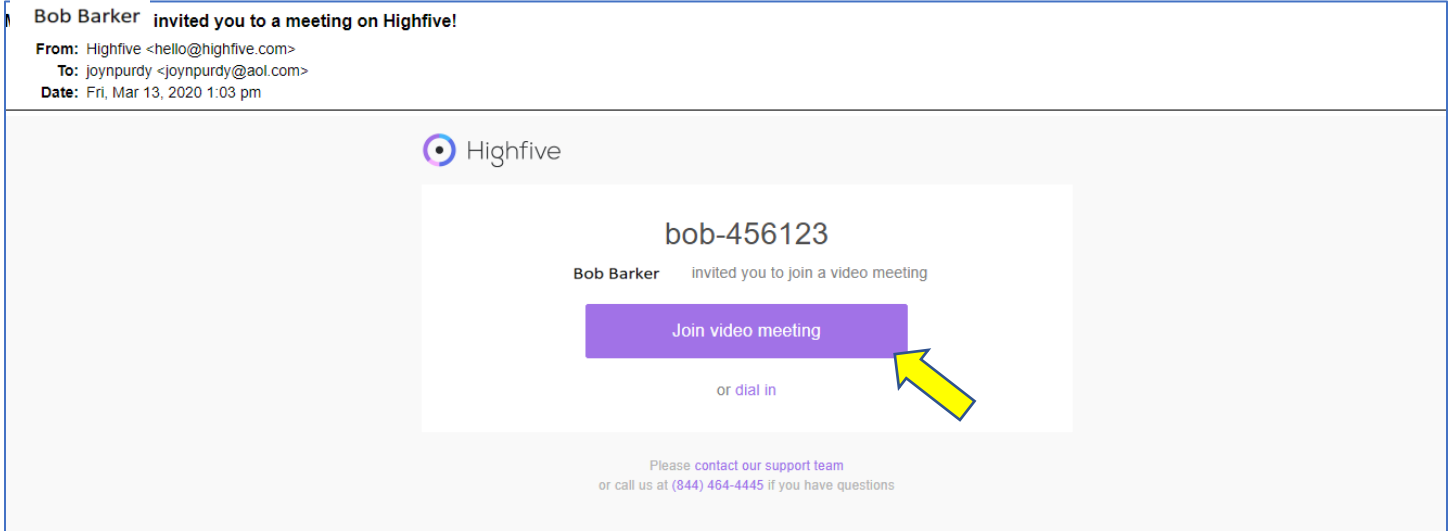 Bob Barker invited you to a meeting on Highfive!
From: Highfive <hello@highfive.com>
To: joynpurdy <joynpurdy@aol.com>
Date: Fri, Mar 13, 2020 1:03 pm
Highfive
bob-456123
Bob Barker invited you to join a video meeting
Join video meeting
or dial in
Please contact our support team
or call us at (844) 464-4445 if you have questions